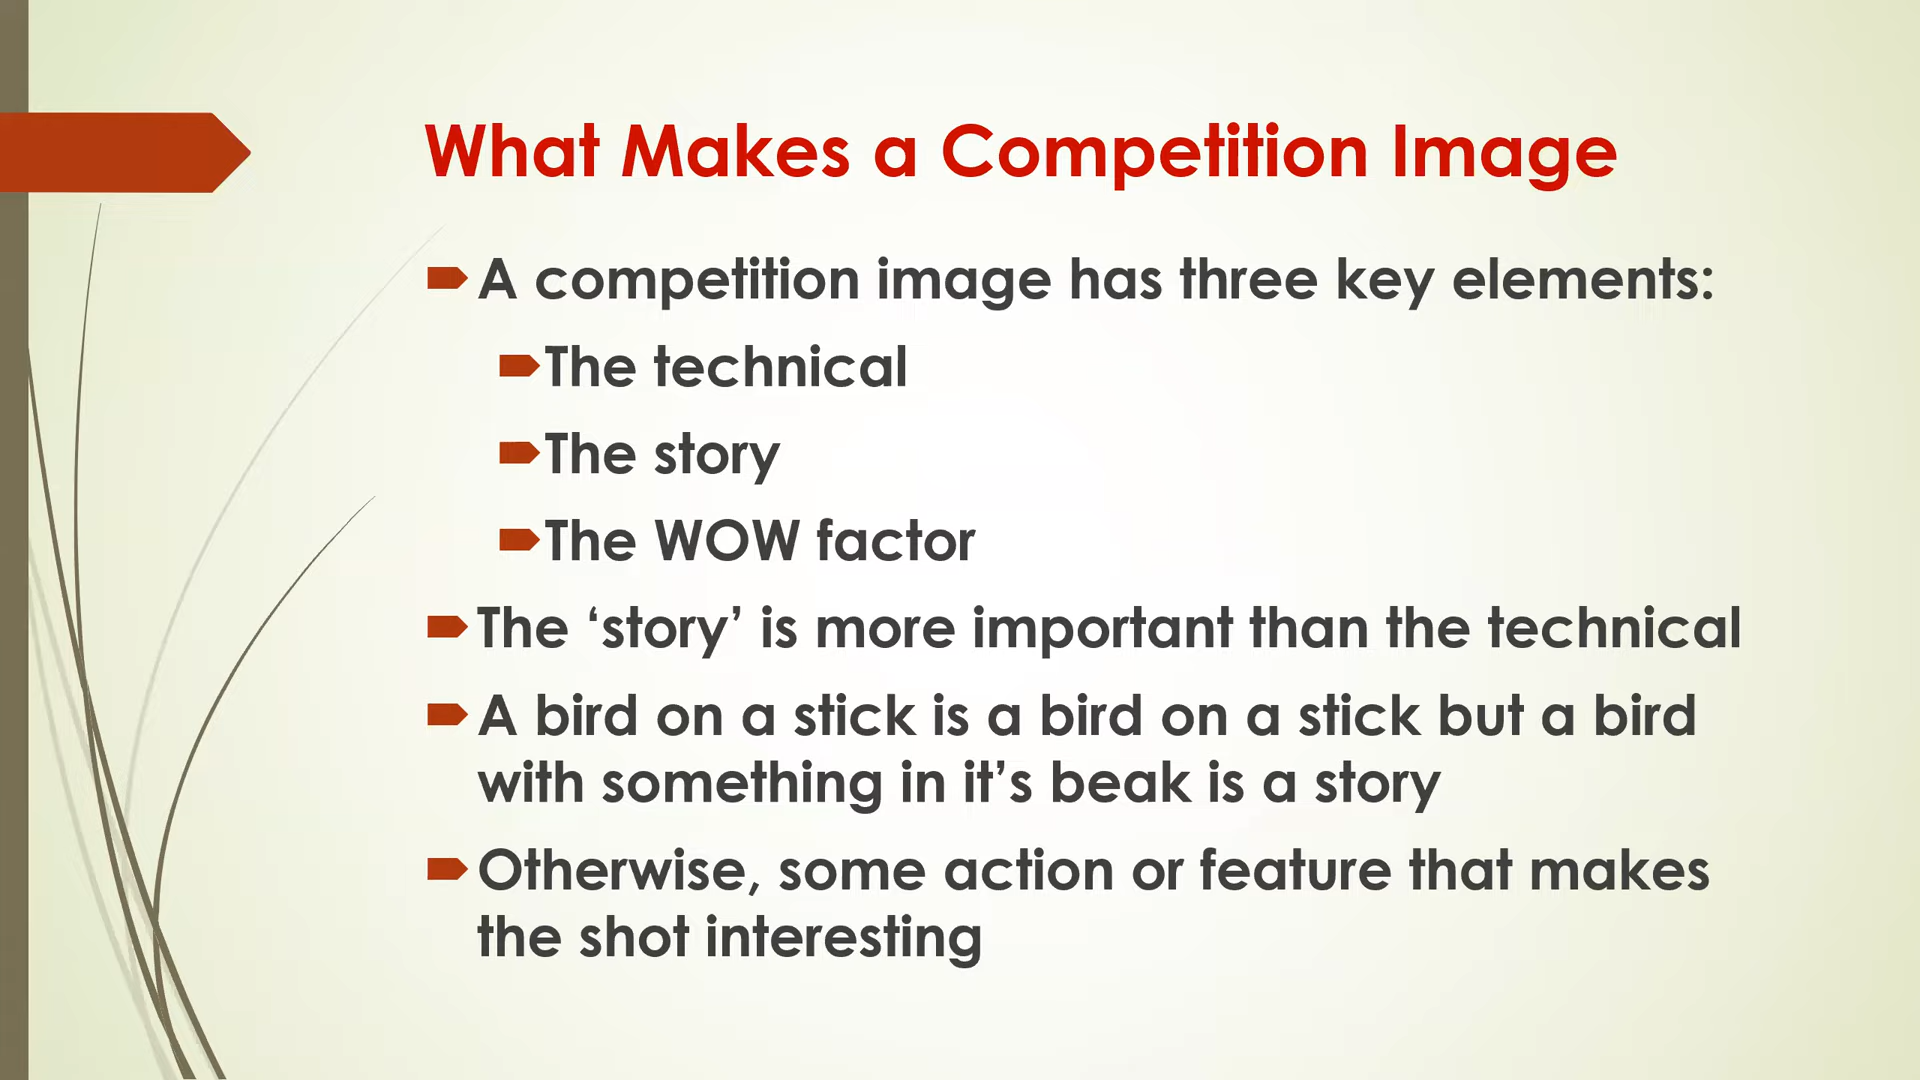 What Makes a Competition Image
A competition image has three key elements:
The technical
The story
The WOW factor
The ‘story’ is more important than the technical
A bird on a stick is a bird on a stick but a bird
with something in it’s beak is a story
Otherwise, some action or feature that makes
the shot interesting